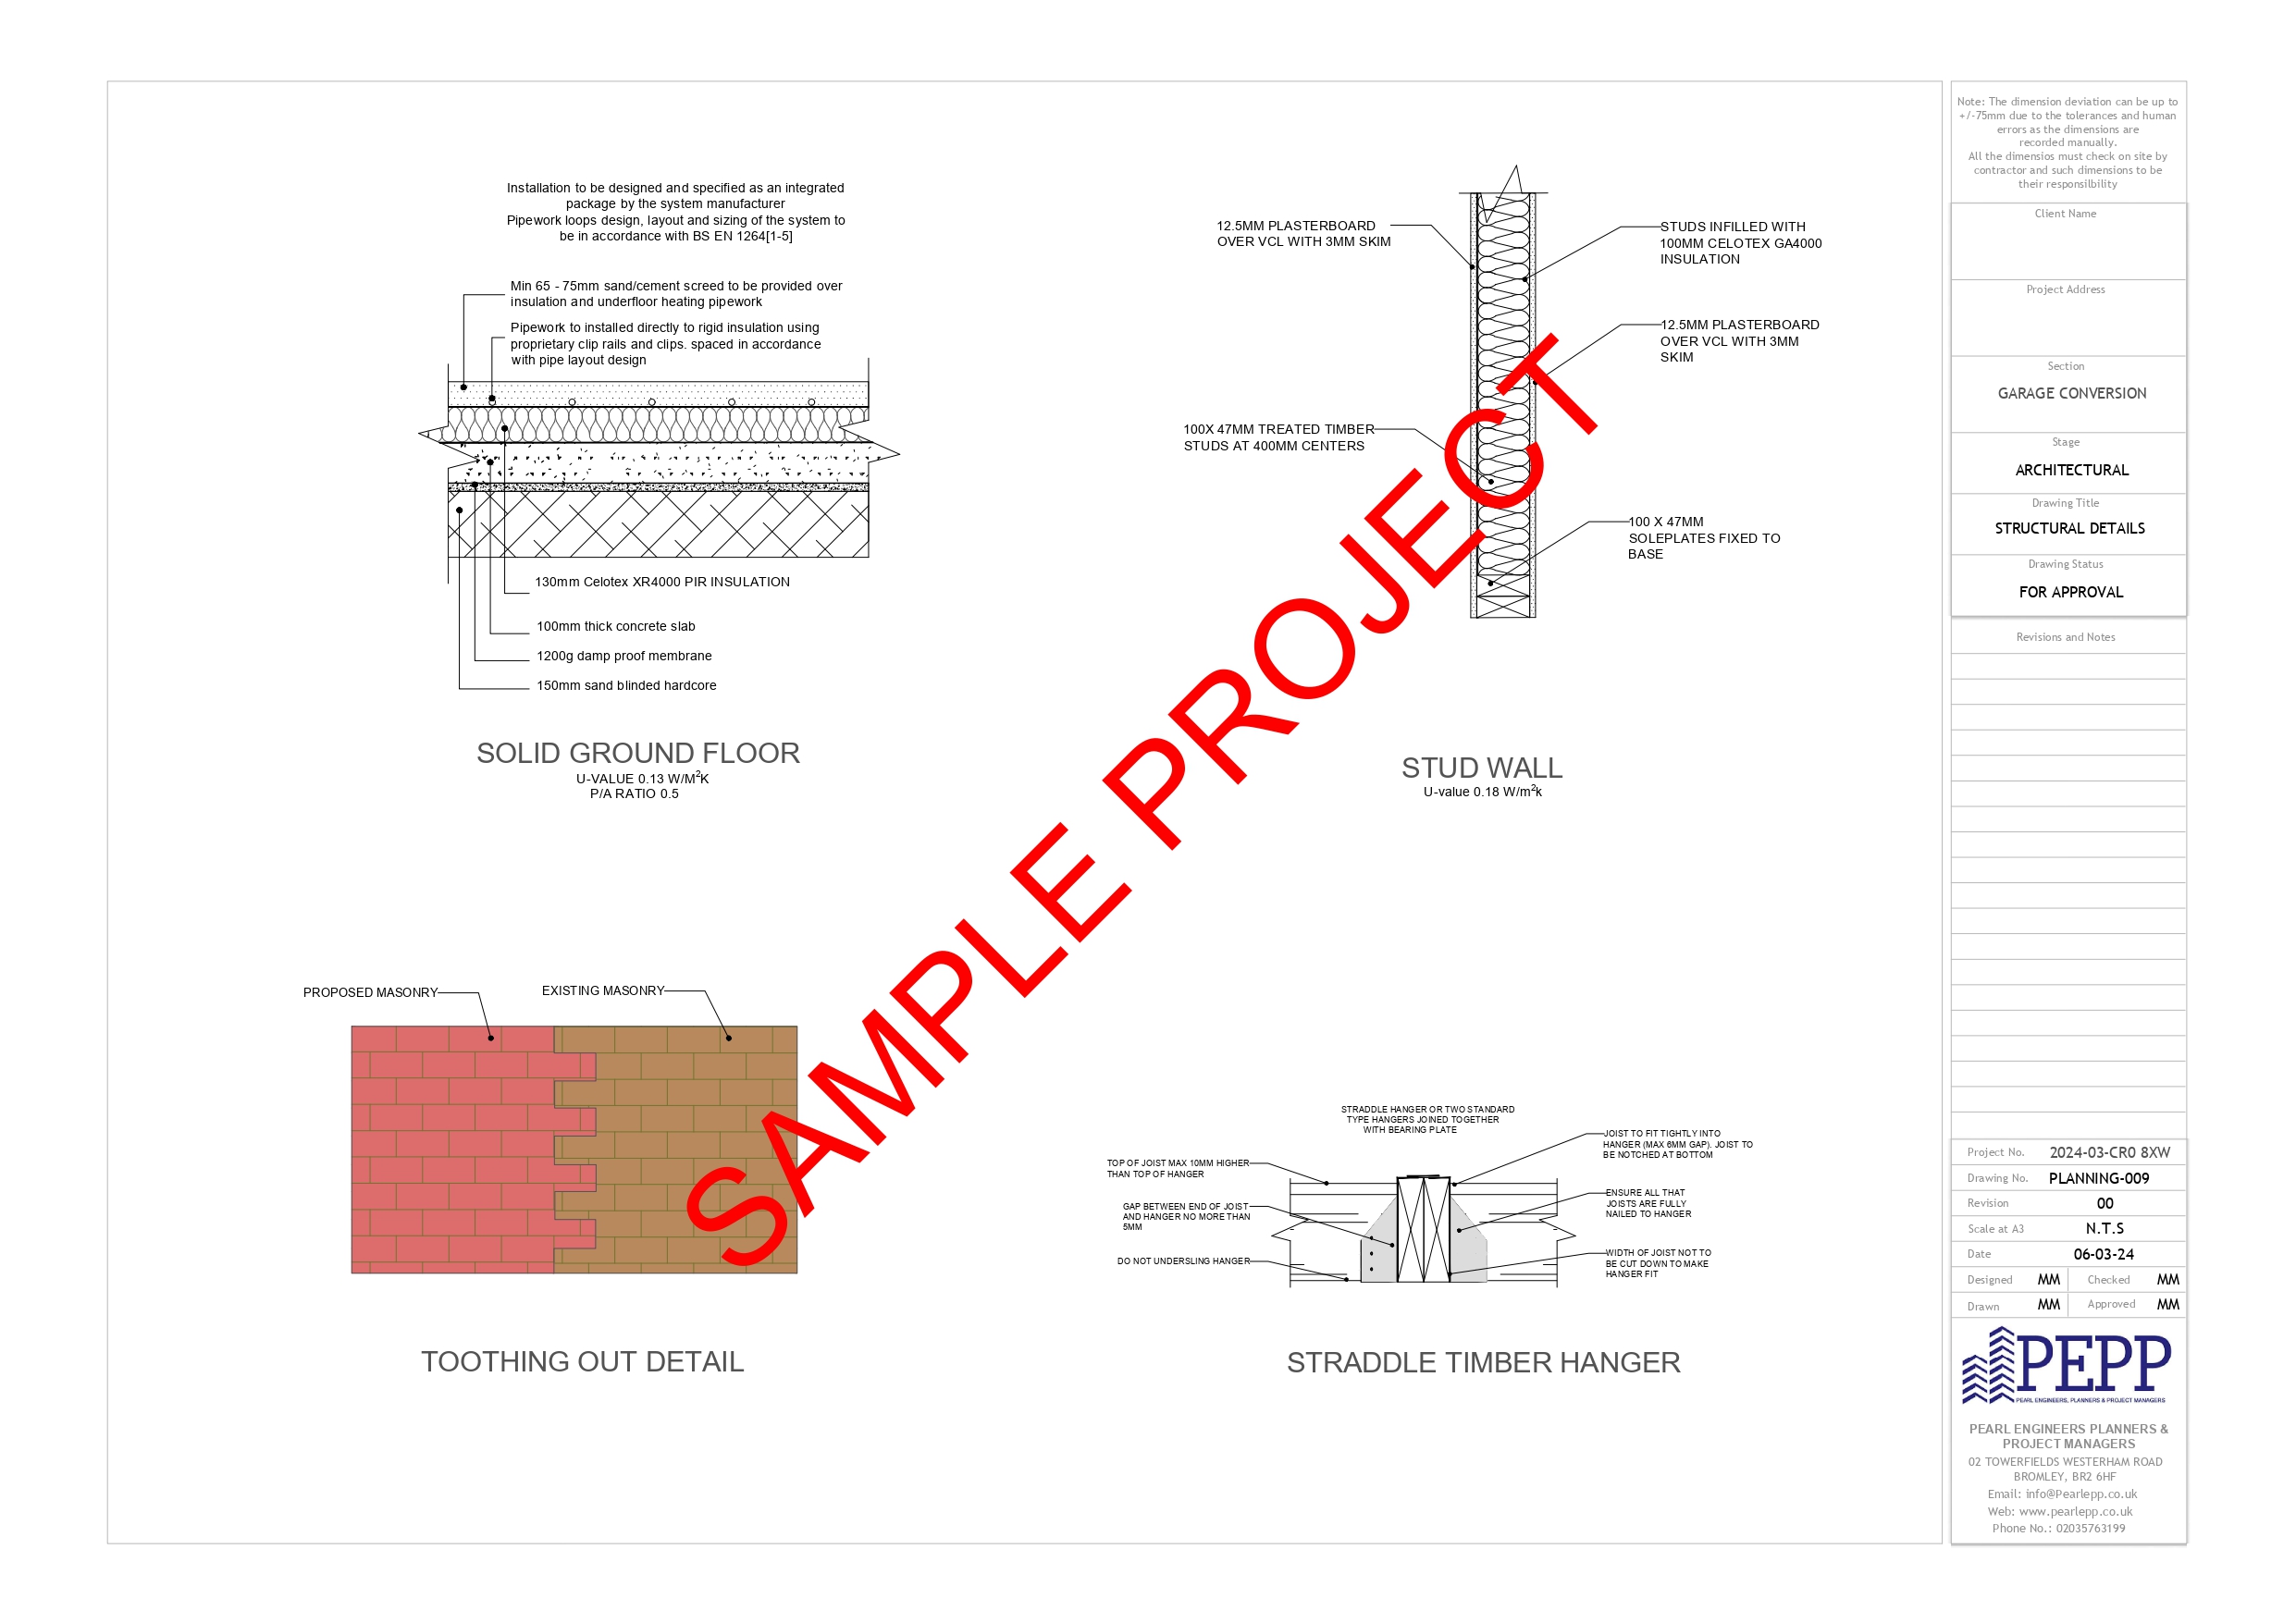 Installation to be designed and specified as an integrated
package by the system manufacturer
Pipework loops design, layout and sizing of the system to
be in accordance with BS EN 1264[1-5]
Min 65 - 75mm sand/cement screed to be provided over
insulation and underfloor heating pipework
Pipework to installed directly to rigid insulation using
proprietary clip rails and clips. spaced in accordance
with pipe layout design
130mm Celotex XR4000 PIR INSULATION
100mm thick concrete slab
1200g damp proof membrane
150mm sand blinded hardcore
SOLID GROUND FLOOR
U-VALUE 0.13 W/M²K
P/A RATIO 0.5
12.5MM PLASTERBOARD
OVER VCL WITH 3MM SKIM
STUDS INFILLED WITH
100MM CELOTEX GA4000
INSULATION
12.5MM PLASTERBOARD
OVER VCL WITH 3MM
SKIM
100X 47MM TREATED TIMBER
STUDS AT 400MM CENTERS
100 X 47MM
SOLEPLATES FIXED TO
BASE
STUD WALL
U-value 0.18 W/m²k
SAMPLE PROJECT
PROPOSED MASONRY
EXISTING MASONRY
TOOTHING OUT DETAIL
STRADDLE HANGER OR TWO STANDARD
TYPE HANGERS JOINED TOGETHER
WITH BEARING PLATE
TOP OF JOIST MAX 10MM HIGHER
THAN TOP OF HANGER
GAP BETWEEN END OF JOIST
AND HANGER NO MORE THAN
5MM
DO NOT UNDERSLING HANGER
JOIST TO FIT TIGHTLY INTO
HANGER (MAX 6MM GAP). JOIST TO
BE NOTCHED AT BOTTOM
ENSURE ALL THAT
JOISTS ARE FULLY
NAILED TO HANGER
WIDTH OF JOIST NOT TO
BE CUT DOWN TO MAKE
HANGER FIT
STRADDLE TIMBER HANGER
Note: The dimension deviation can be up to
+/-75mm due to the tolerances and human
errors as the dimensions are
recorded manually.
All the dimensios must check on site by
contractor and such dimensions to be
their responsilbility
Client Name
Project Address
Section
GARAGE CONVERSION
Stage
ARCHITECTURAL
Drawing Title
STRUCTURAL DETAILS
Drawing Status
FOR APPROVAL
Revisions and Notes
Project No. 2024-03-CR0 8XW
Drawing No. PLANNING-009
Revision 00
Scale at A3 N.T.S
Date 06-03-24
Designed MM Checked MM
Drawn MM Approved MM
PEPP
PEARL ENGINEERS, PLANNERS & PROJECT MANAGERS
PEARL ENGINEERS PLANNERS &
PROJECT MANAGERS
02 TOWERFIELDS WESTERHAM ROAD
BROMLEY, BR2 6HF
Email: info@Pearlepp.co.uk
Web: www.pearlepp.co.uk
Phone No.: 02035763199